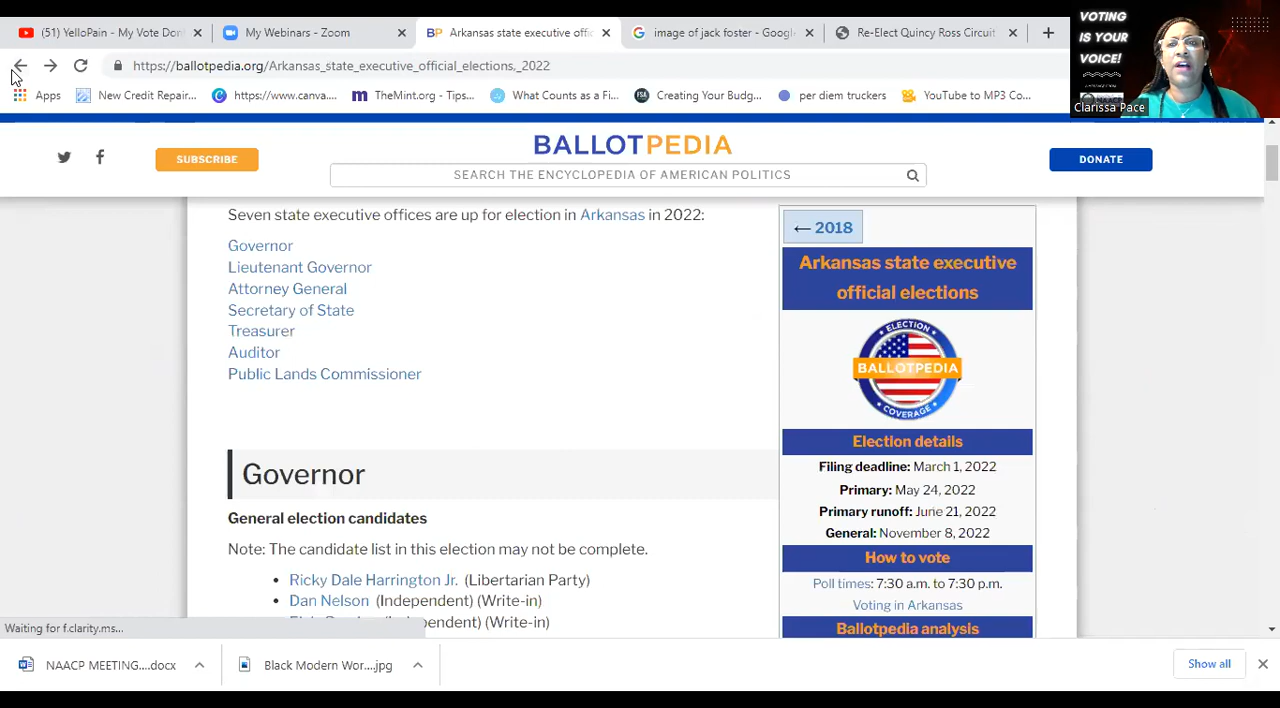 (51) YelloPain - My Vote Don
My Webinars - Zoom
Arkansas state executive offic
image of jack foster - Google
Re-Elect Quincy Ross Circuit
https://ballotpedia.org/Arkansas_state_executive_official_elections,_2022
Apps
New Credit Repair...
https://www.canva....
TheMint.org - Tips...
What Counts as a Fi...
Creating Your Budg...
per diem truckers
YouTube to MP3 Co...
VOTING
IS YOUR
VOICE!
Clarissa Pace
SUBSCRIBE
BALLOTPEDIA
SEARCH THE ENCYCLOPEDIA OF AMERICAN POLITICS
DONATE
Seven state executive offices are up for election in Arkansas in 2022:
Governor
Lieutenant Governor
Attorney General
Secretary of State
Treasurer
Auditor
Public Lands Commissioner
Governor
General election candidates
Note: The candidate list in this election may not be complete.
• Ricky Dale Harrington Jr. (Libertarian Party)
• Dan Nelson (Independent) (Write-in)
(Independent) (Write-in)
← 2018
Arkansas state executive
official elections
ELECTION
BALLOTPEDIA
COVERAGE
Election details
Filing deadline: March 1, 2022
Primary: May 24, 2022
Primary runoff: June 21, 2022
General: November 8, 2022
How to vote
Poll times: 7:30 a.m. to 7:30 p.m.
Voting in Arkansas
Ballotpedia analysis
Waiting for f.clarity.ms...
NAACP MEETING....docx
Black Modern Wor....jpg
Show all